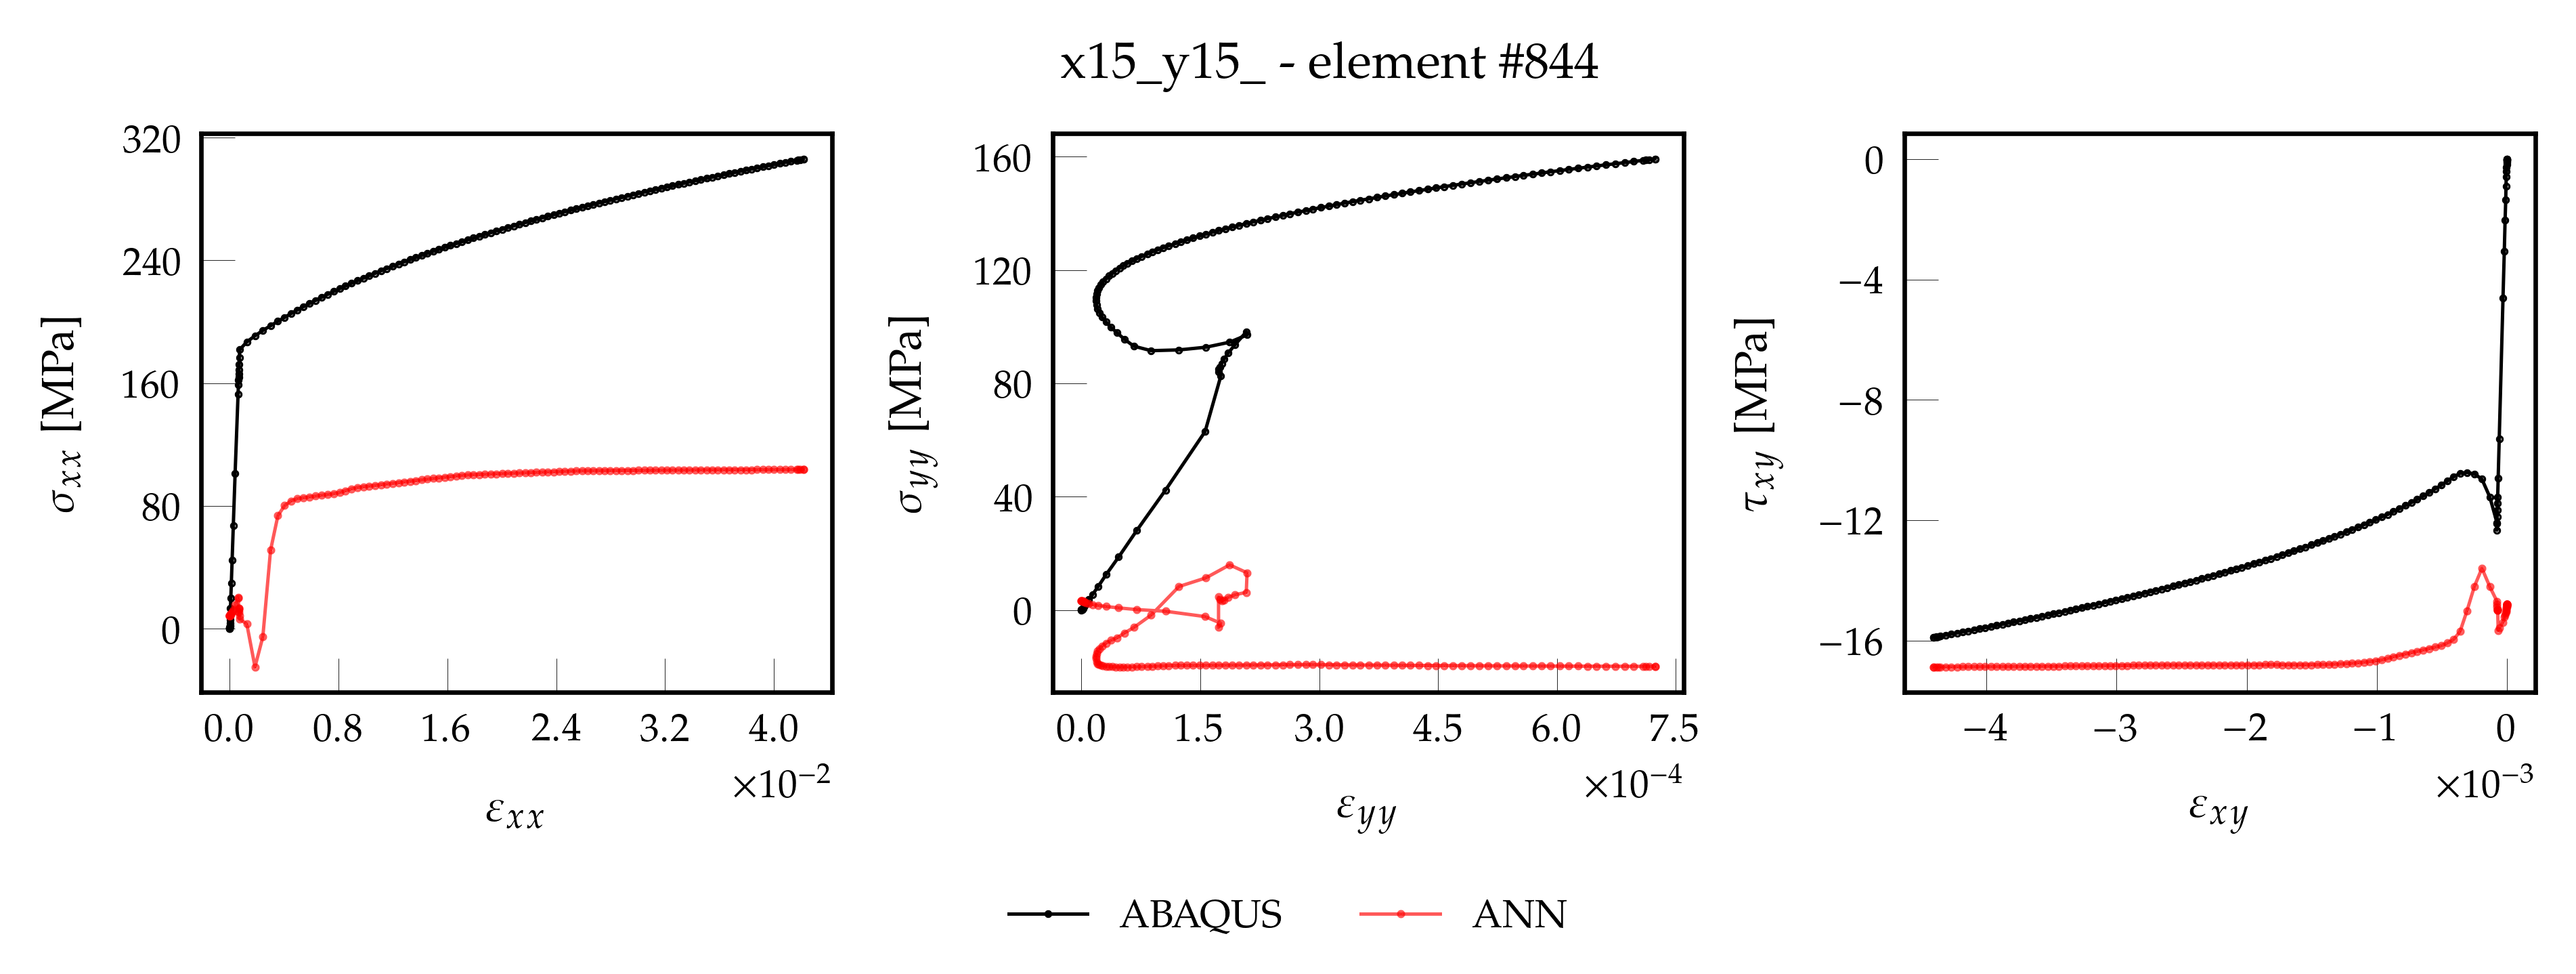 x15_y15_ - element #844
σxx [MPa]
320
240
160
80
0
0.0 0.8 1.6 2.4 3.2 4.0
×10−2
εxx
σyy [MPa]
160
120
80
40
0
0.0 1.5 3.0 4.5 6.0 7.5
×10−4
εyy
τxy [MPa]
0
−4
−8
−12
−16
−4 −3 −2 −1 0
×10−3
εxy
ABAQUS ANN